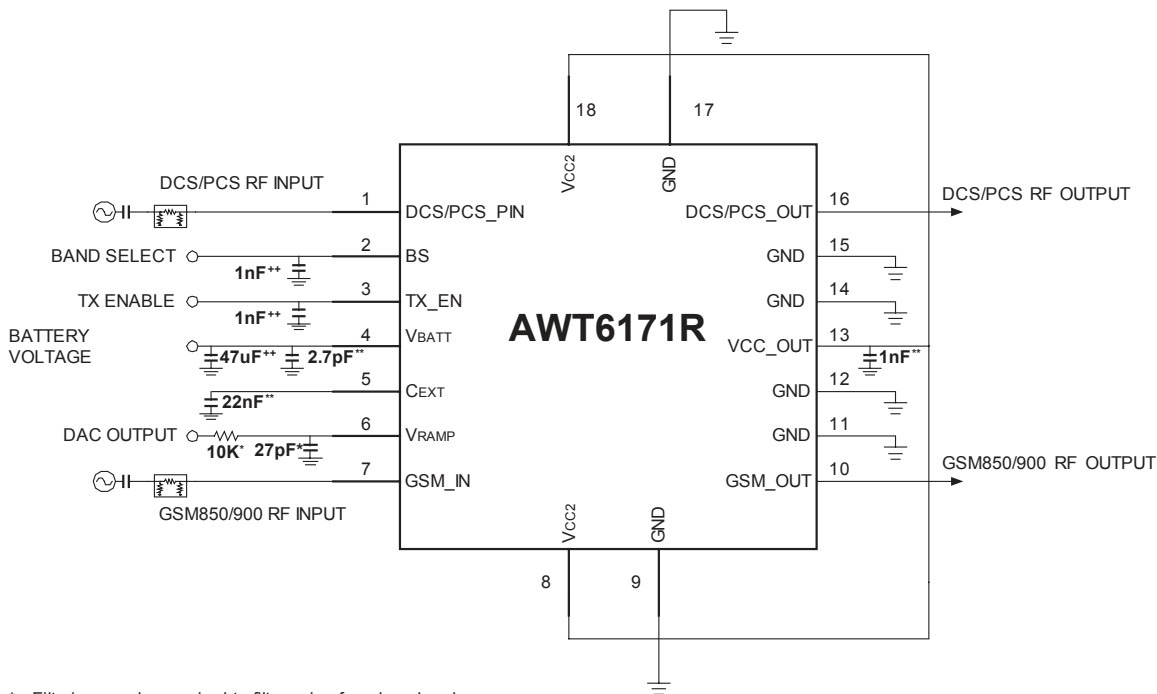 18
17
VCC2
GND
DCS/PCS RF INPUT
1
DCS/PCS_PIN
DCS/PCS_OUT
16
DCS/PCS RF OUTPUT
BAND SELECT
2
BS
1nF++
GND
15
TX ENABLE
3
TX_EN
1nF++
GND
14
AWT6171R
BATTERY
VOLTAGE
4
VBATT
47uF++
2.7pF**
VCC_OUT
13
1nF**
5
CEXT
22nF**
GND
12
DAC OUTPUT
6
VRAMP
10K*
27pF*
GND
11
7
GSM_IN
GSM_OUT
10
GSM850/900 RF OUTPUT
GSM850/900 RF INPUT
VCC2
GND
8
9